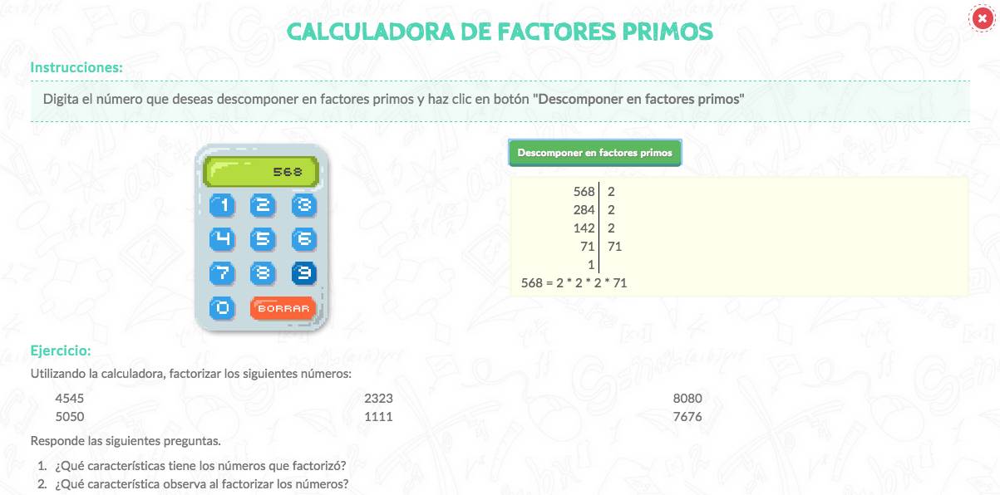 CALCULADORA DE FACTORES PRIMOS
Instrucciones:
Digita el número que deseas descomponer en factores primos y haz clic en botón "Descomponer en factores primos"
568
1 2 3
4 5 6
7 8 9
0 BORRAR
Descomponer en factores primos
568 2
284 2
142 2
71 71
1
568 = 2 * 2 * 2 * 71
Ejercicio:
Utilizando la calculadora, factorizar los siguientes números:
4545 2323 8080
5050 1111 7676
Responde las siguientes preguntas.
1. ¿Qué características tiene los números que factorizó?
2. ¿Qué característica observa al factorizar los números?